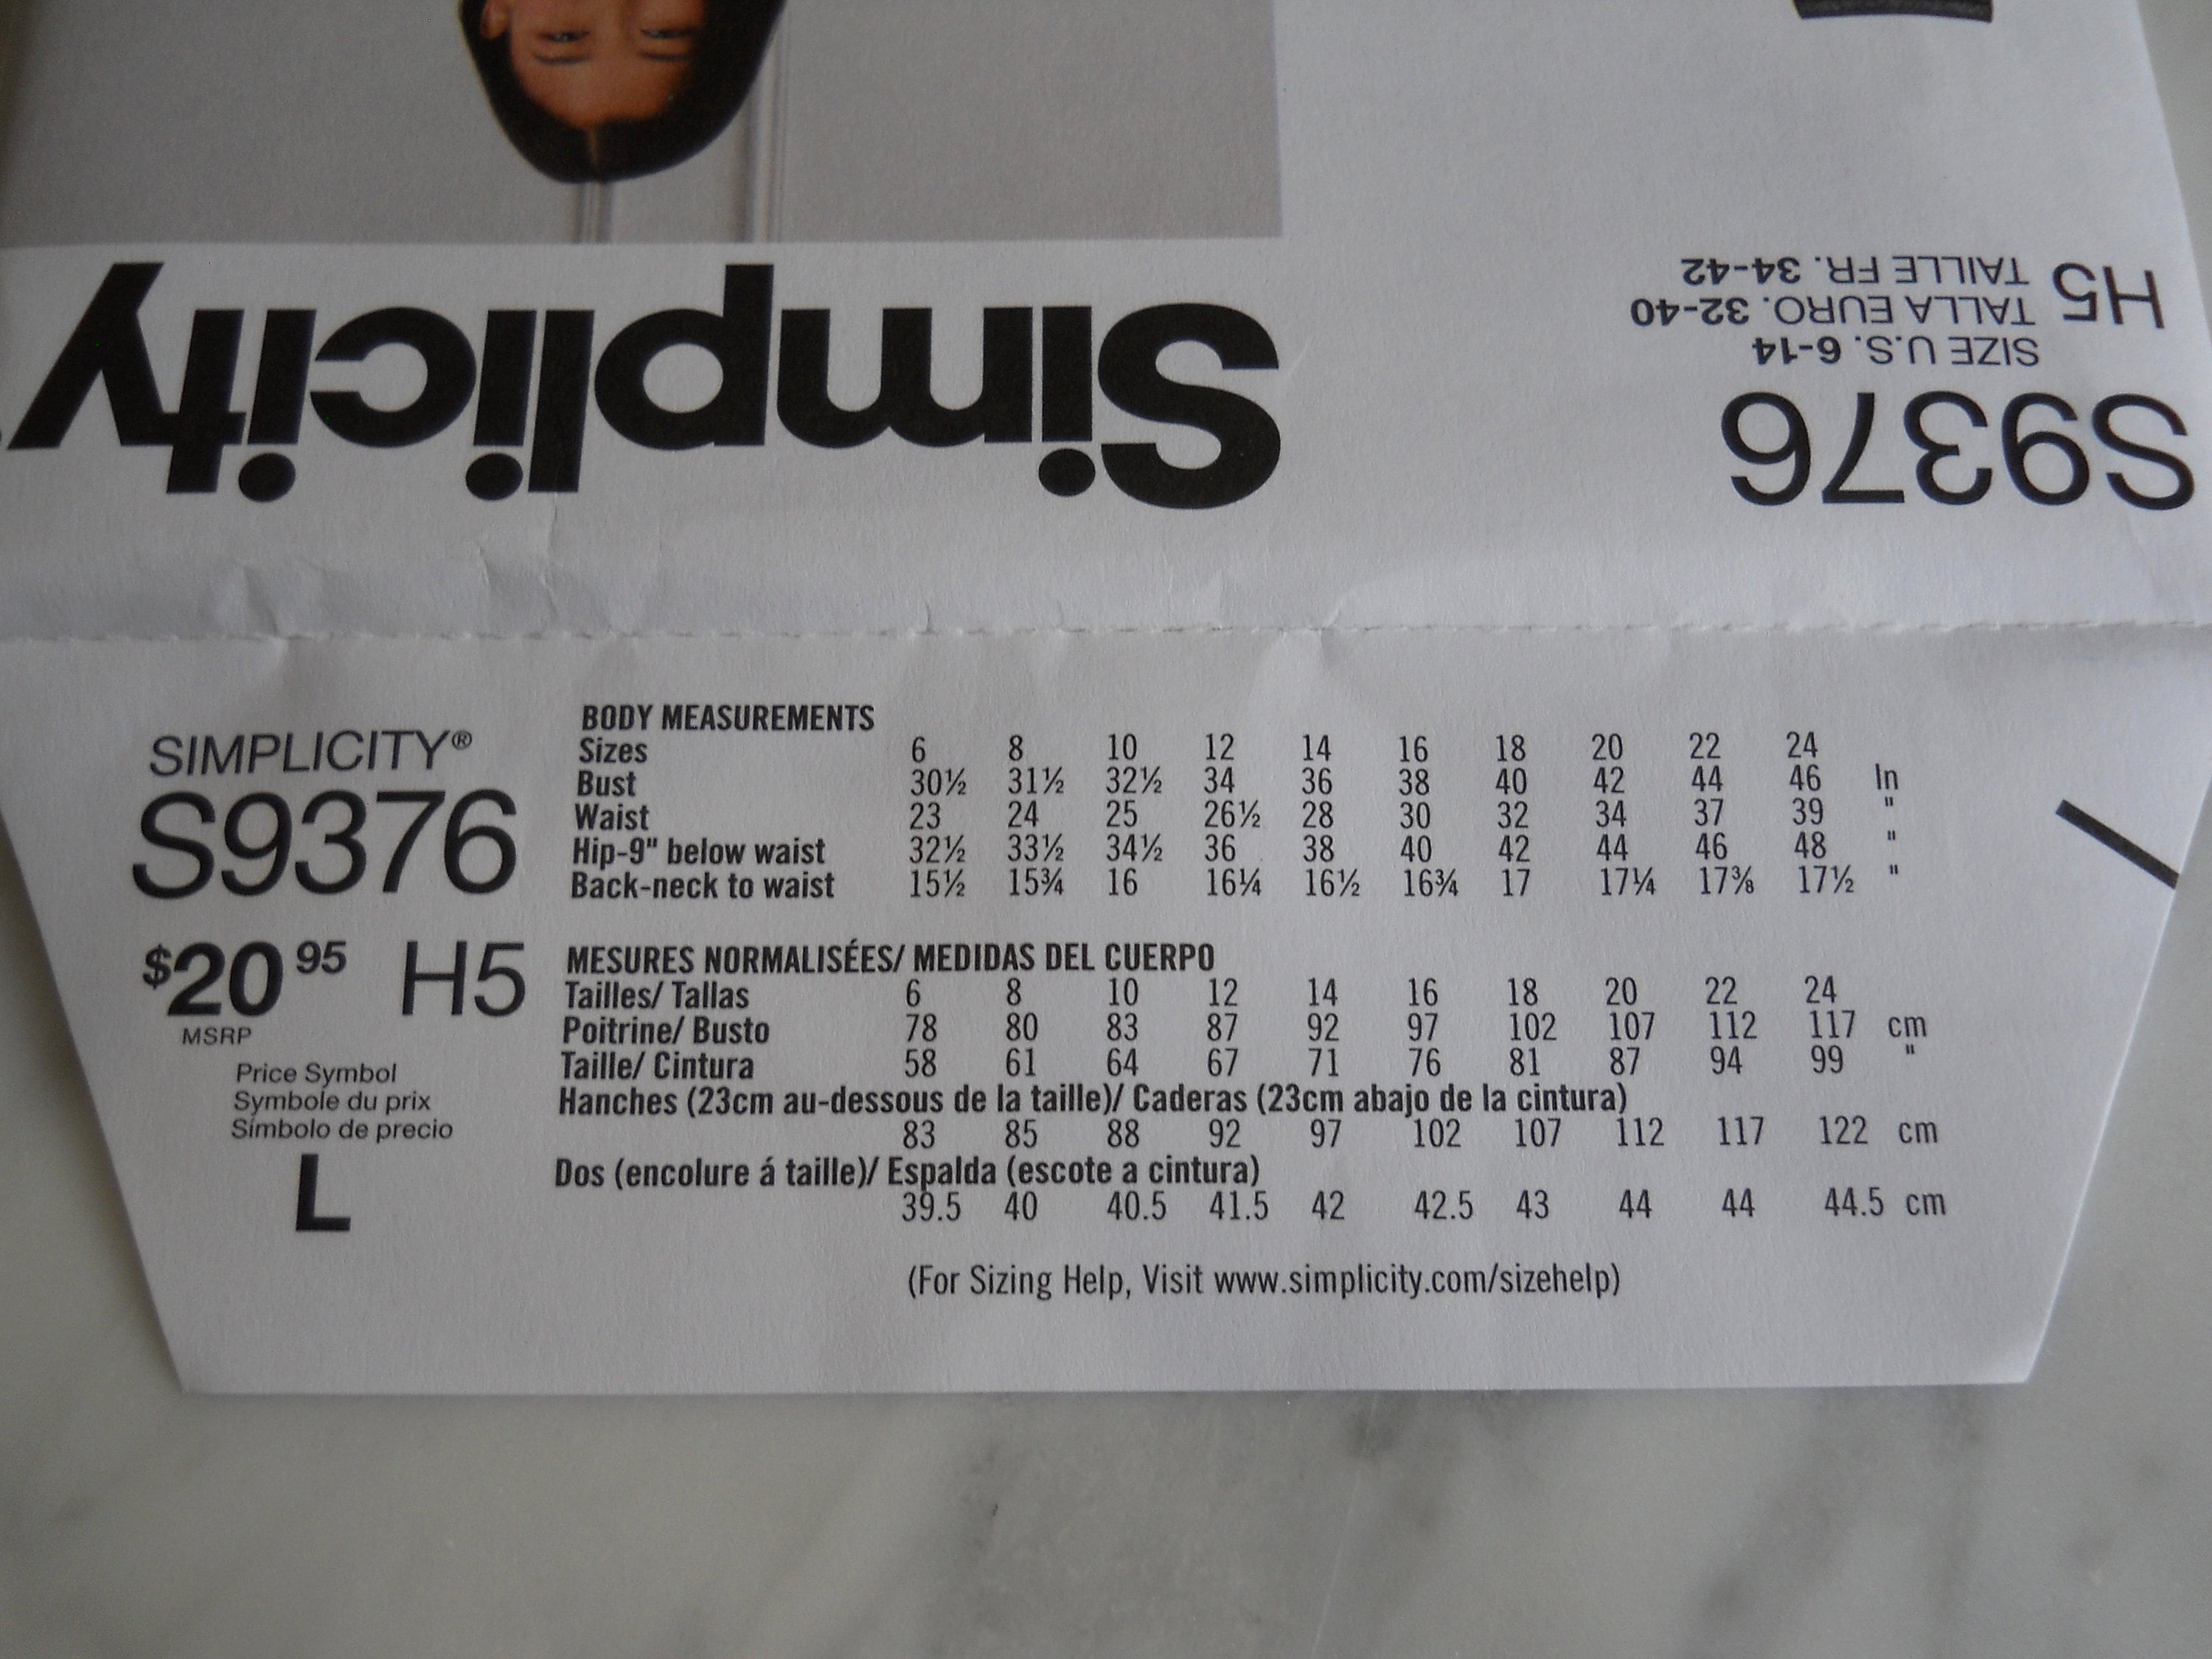 Simplicity
S9376
SIZE U.S. 6-14
TALLA EURO. 32-40
TAILLE FR. 34-42
H5
SIMPLICITY®
S9376
$20 95 H5
MSRP
Price Symbol
Symbole du prix
Símbolo de precio
L
BODY MEASUREMENTS
Sizes 6 8 10 12 14 16 18 20 22 24
Bust 30½ 31½ 32½ 34 36 38 40 42 44 46 In
Waist 23 24 25 26½ 28 30 32 34 37 39 "
Hip-9" below waist 32½ 33½ 34½ 36 38 40 42 44 46 48 "
Back-neck to waist 15½ 15¾ 16 16¼ 16½ 16¾ 17 17¼ 17⅜ 17½ "
MESURES NORMALISÉES/ MEDIDAS DEL CUERPO
Tailles/ Tallas 6 8 10 12 14 16 18 20 22 24
Poitrine/ Busto 78 80 83 87 92 97 102 107 112 117 cm
Taille/ Cintura 58 61 64 67 71 76 81 87 94 99 "
Hanches (23cm au-dessous de la taille)/ Caderas (23cm abajo de la cintura)
83 85 88 92 97 102 107 112 117 122 cm
Dos (encolure á taille)/ Espalda (escote a cintura)
39.5 40 40.5 41.5 42 42.5 43 44 44 44.5 cm
(For Sizing Help, Visit www.simplicity.com/sizehelp)